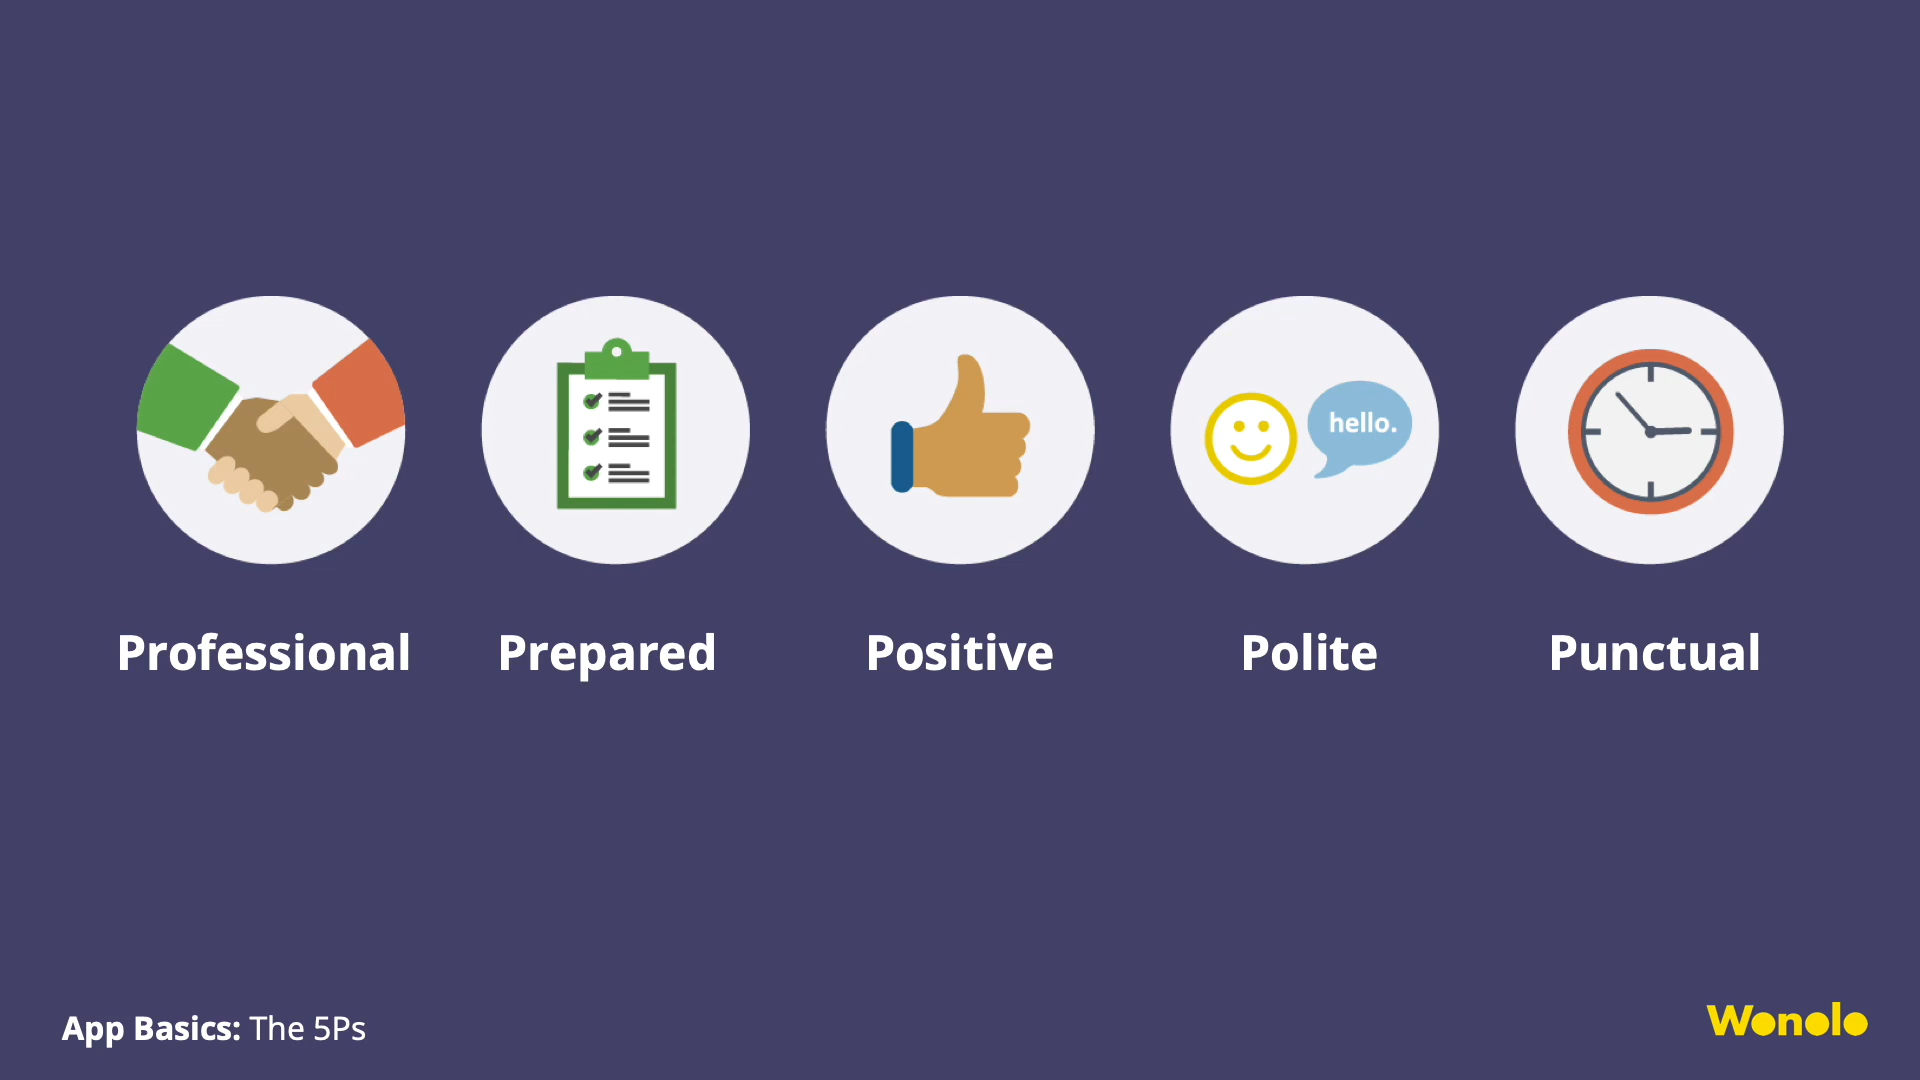 hello.
Professional
Prepared
Positive
Polite
Punctual
App Basics: The 5Ps
Wonolo